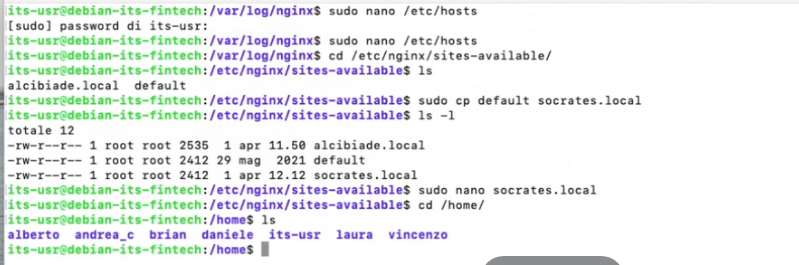 its-usr@debian-its-fintech:/var/log/nginx$ sudo nano /etc/hosts
[sudo] password di its-usr:
its-usr@debian-its-fintech:/var/log/nginx$ sudo nano /etc/hosts
its-usr@debian-its-fintech:/var/log/nginx$ cd /etc/nginx/sites-available/
its-usr@debian-its-fintech:/etc/nginx/sites-available$ ls
alcibiade.local  default
its-usr@debian-its-fintech:/etc/nginx/sites-available$ sudo cp default socrates.local
its-usr@debian-its-fintech:/etc/nginx/sites-available$ ls -l
totale 12
-rw-r--r-- 1 root root 2535  1 apr 11.50 alcibiade.local
-rw-r--r-- 1 root root 2412 29 mag  2021 default
-rw-r--r-- 1 root root 2412  1 apr 12.12 socrates.local
its-usr@debian-its-fintech:/etc/nginx/sites-available$ sudo nano socrates.local
its-usr@debian-its-fintech:/etc/nginx/sites-available$ cd /home/
its-usr@debian-its-fintech:/home$ ls
alberto  andrea_c  brian  daniele  its-usr  laura  vincenzo
its-usr@debian-its-fintech:/home$